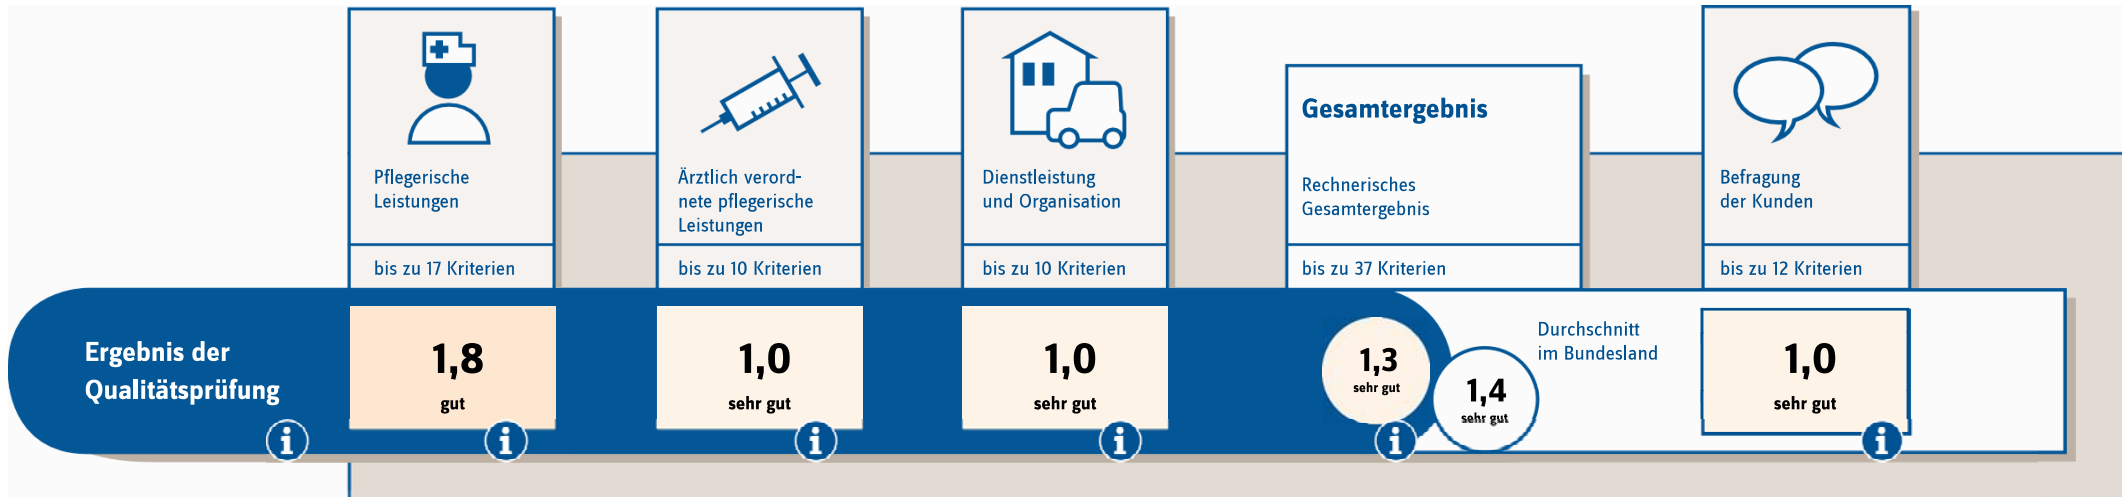 Pflegerische
Leistungen
bis zu 17 Kriterien
Ärztlich verord-
nete pflegerische
Leistungen
bis zu 10 Kriterien
Dienstleistung
und Organisation
bis zu 10 Kriterien
Gesamtergebnis
Rechnerisches
Gesamtergebnis
bis zu 37 Kriterien
Befragung
der Kunden
bis zu 12 Kriterien
Ergebnis der
Qualitätsprüfung
i
1,8
gut
i
1,0
sehr gut
i
1,0
sehr gut
i
1,3
sehr gut
i
1,4
sehr gut
Durchschnitt
im Bundesland
1,0
sehr gut
i